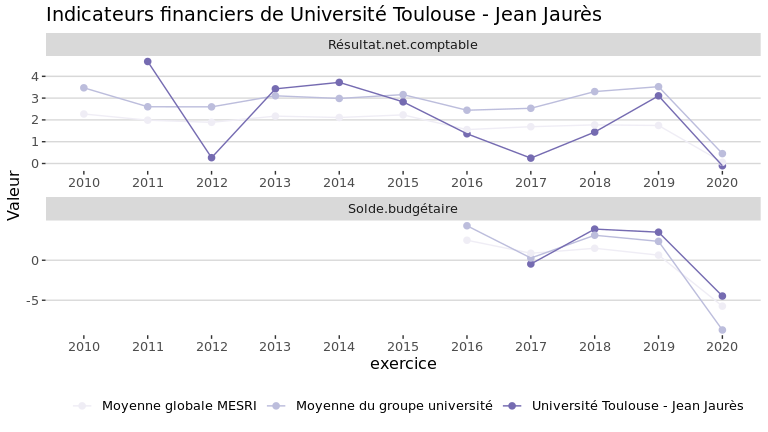 Indicateurs financiers de Université Toulouse - Jean Jaurès
Résultat.net.comptable
4
3
2
1
0
2010 2011 2012 2013 2014 2015 2016 2017 2018 2019 2020
Valeur
Solde.budgétaire
0
-5
2010 2011 2012 2013 2014 2015 2016 2017 2018 2019 2020
exercice
Moyenne globale MESRI Moyenne du groupe université Université Toulouse - Jean Jaurès